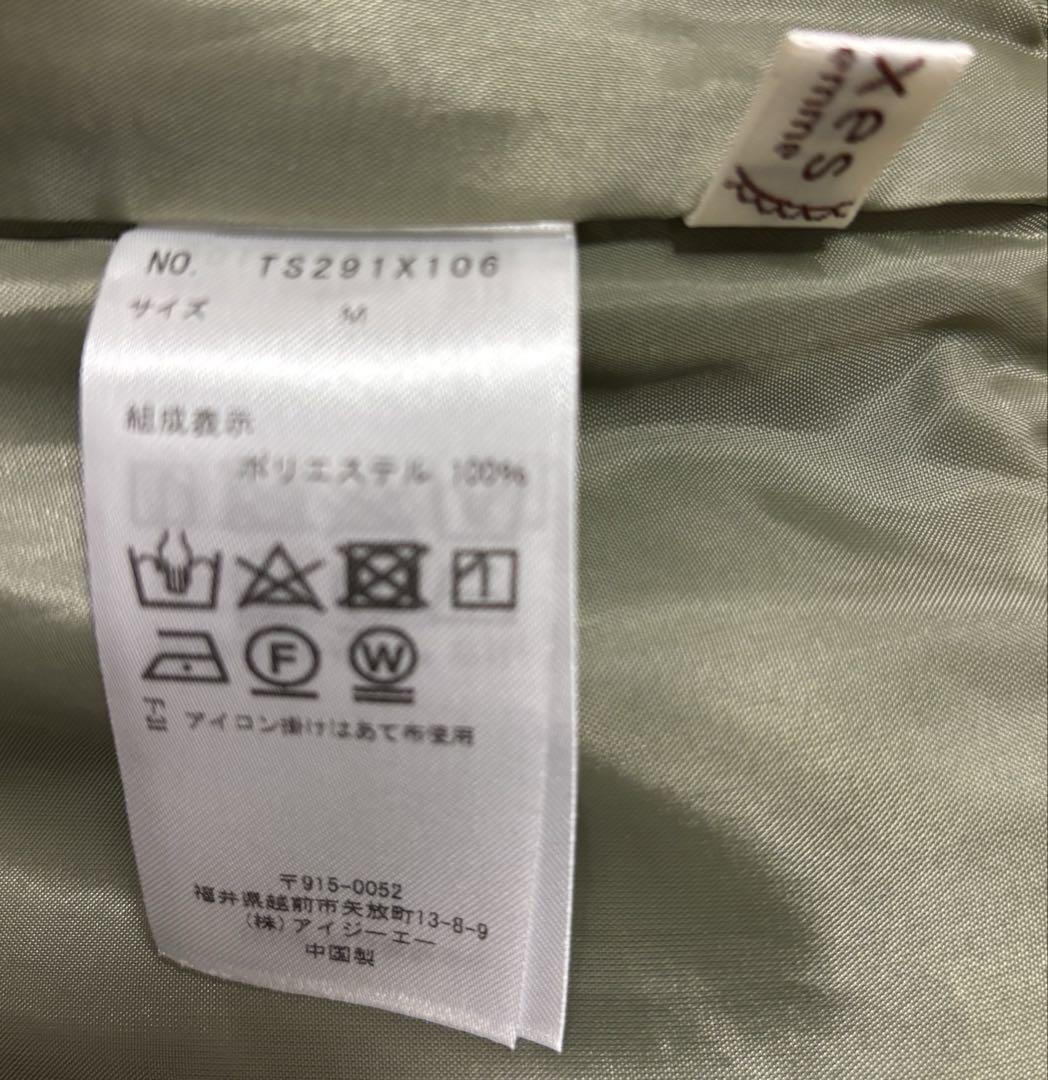 xes
emme
NO. TS291X106
サイズ M
組成表示
ポリエステル 100%
F
W
アイロン掛けはあて布使用
〒915-0052
福井県越前市矢放町13-8-9
(株)アイジーエー
中国製